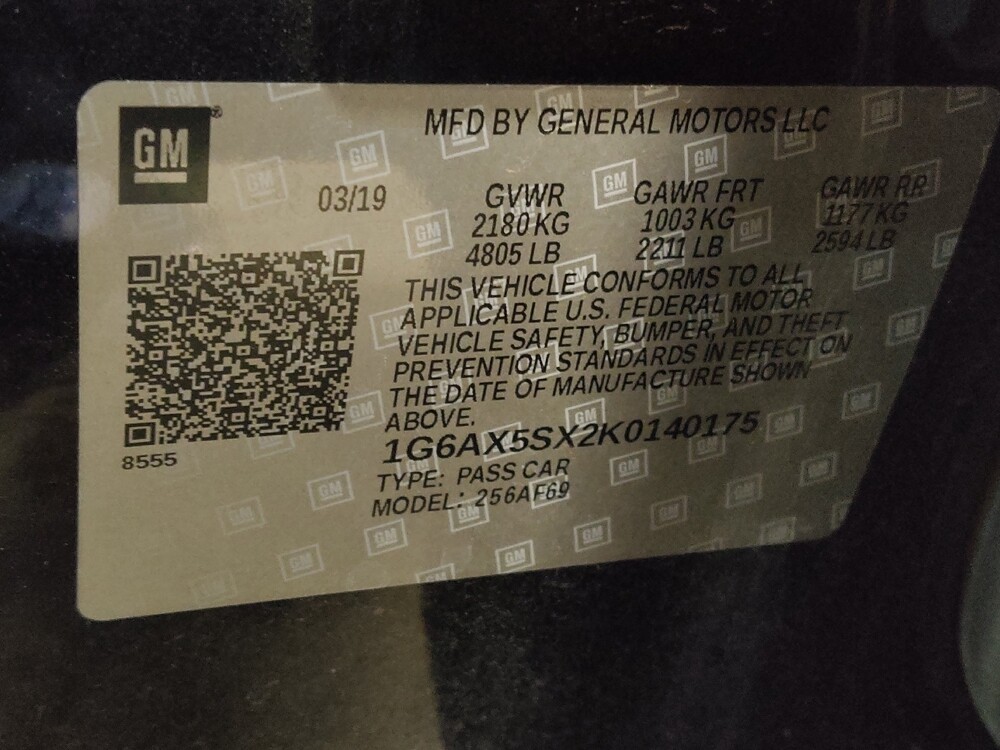 GM
MFD BY GENERAL MOTORS LLC
03/19
GVWR GAWR FRT GAWR RR
2180 KG 1003 KG 1177 KG
4805 LB 2211 LB 2594 LB
THIS VEHICLE CONFORMS TO ALL
APPLICABLE U.S. FEDERAL MOTOR
VEHICLE SAFETY, BUMPER, AND THEFT
PREVENTION STANDARDS IN EFFECT ON
THE DATE OF MANUFACTURE SHOWN
ABOVE.
1G6AX5SX2K0140175
8555
TYPE: PASS CAR
MODEL: 256AF69